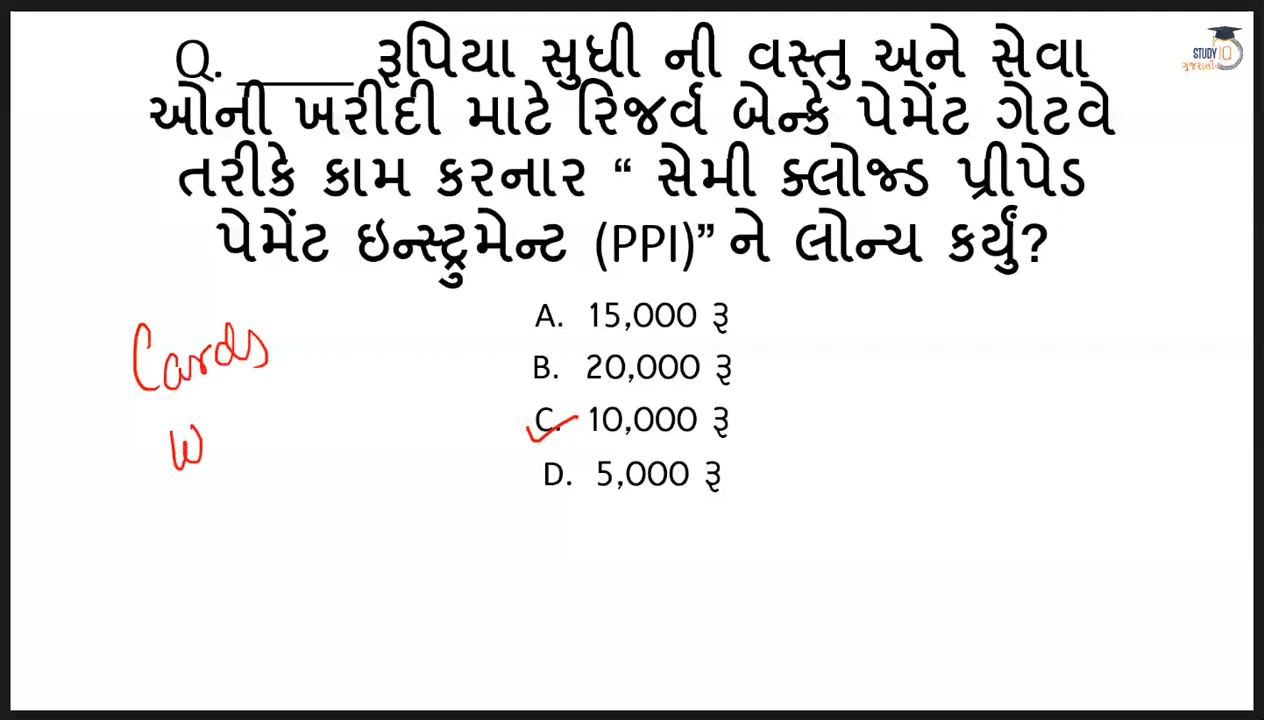 Q. _____ રૂપિયા સુધી ની વસ્તુ અને સેવા
ઓની ખરીદી માટે રિજર્વ બેન્કે પેમેંટ ગેટવે
તરીકે કામ કરનાર “ સેમી ક્લોજ્ડ પ્રીપેડ
પેમેંટ ઇન્સ્ટ્રુમેન્ટ (PPI)” ને લોન્ચ કર્યું?
A. 15,000 રૂ
B. 20,000 રૂ
C. 10,000 રૂ
D. 5,000 રૂ
Cards
W
STUDY IQ
ગુજરાતી